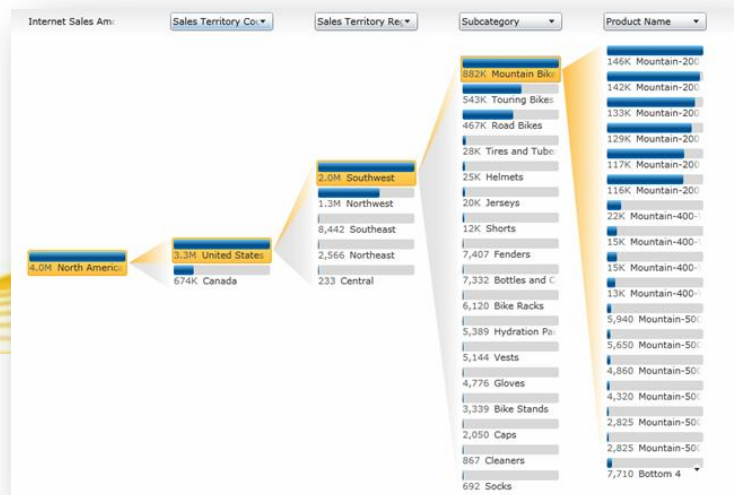 Internet Sales Am
Sales Territory Co
Sales Territory Reg
Subcategory
Product Name
4.0M North America
3.3M United States
674K Canada
2.0M Southwest
1.3M Northwest
8,442 Southeast
2,566 Northeast
233 Central
882K Mountain Bike
543K Touring Bikes
467K Road Bikes
28K Tires and Tube
25K Helmets
20K Jerseys
12K Shorts
7,407 Fenders
7,332 Bottles and C
6,120 Bike Racks
5,389 Hydration Pac
5,144 Vests
4,776 Gloves
3,339 Bike Stands
2,050 Caps
867 Cleaners
692 Socks
146K Mountain-200
142K Mountain-200
133K Mountain-200
129K Mountain-200
117K Mountain-200
116K Mountain-200
22K Mountain-400-
15K Mountain-400-
15K Mountain-400-
13K Mountain-400-
5,940 Mountain-500
5,650 Mountain-500
4,860 Mountain-500
4,320 Mountain-500
2,825 Mountain-500
2,825 Mountain-500
7,710 Bottom 4